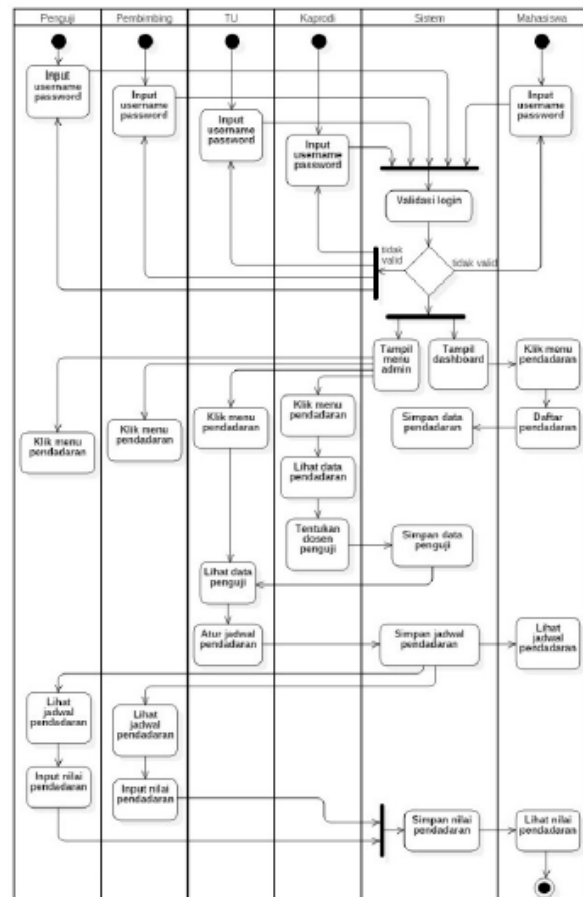 Penguji
Pembimbing
TU
Kaprodi
Sistem
Mahasiswa
Input
username
password
Input
username
password
Input
username
password
Input
username
password
Input
username
password
Validasi login
tidak
valid
tidak valid
Tampil
menu
admin
Tampil
dashboard
Klik menu
pendadaran
Klik menu
pendadaran
Klik menu
pendadaran
Klik menu
pendadaran
Klik menu
pendadaran
Simpan data
pendadaran
Daftar
pendadaran
Lihat data
pendadaran
Tentukan
dosen
penguji
Simpan data
penguji
Lihat data
penguji
Atur jadwal
pendadaran
Simpan jadwal
pendadaran
Lihat
jadwal
pendadaran
Lihat
jadwal
pendadaran
Lihat
jadwal
pendadaran
Input nilai
pendadaran
Input nilai
pendadaran
Simpan nilai
pendadaran
Lihat nilai
pendadaran